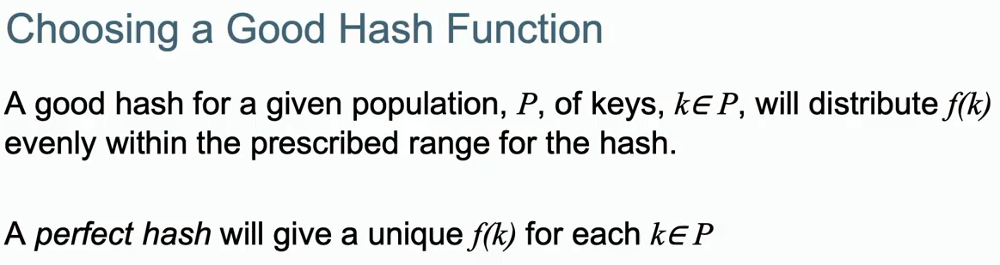 Choosing a Good Hash Function
A good hash for a given population, P, of keys, k∈P, will distribute f(k)
evenly within the prescribed range for the hash.
A perfect hash will give a unique f(k) for each k∈P